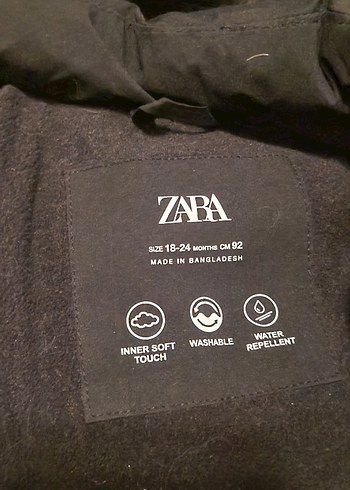 ZARA
SIZE 18-24 MONTHS CM 92
MADE IN BANGLADESH
INNER SOFT
TOUCH
WASHABLE
WATER
REPELLENT